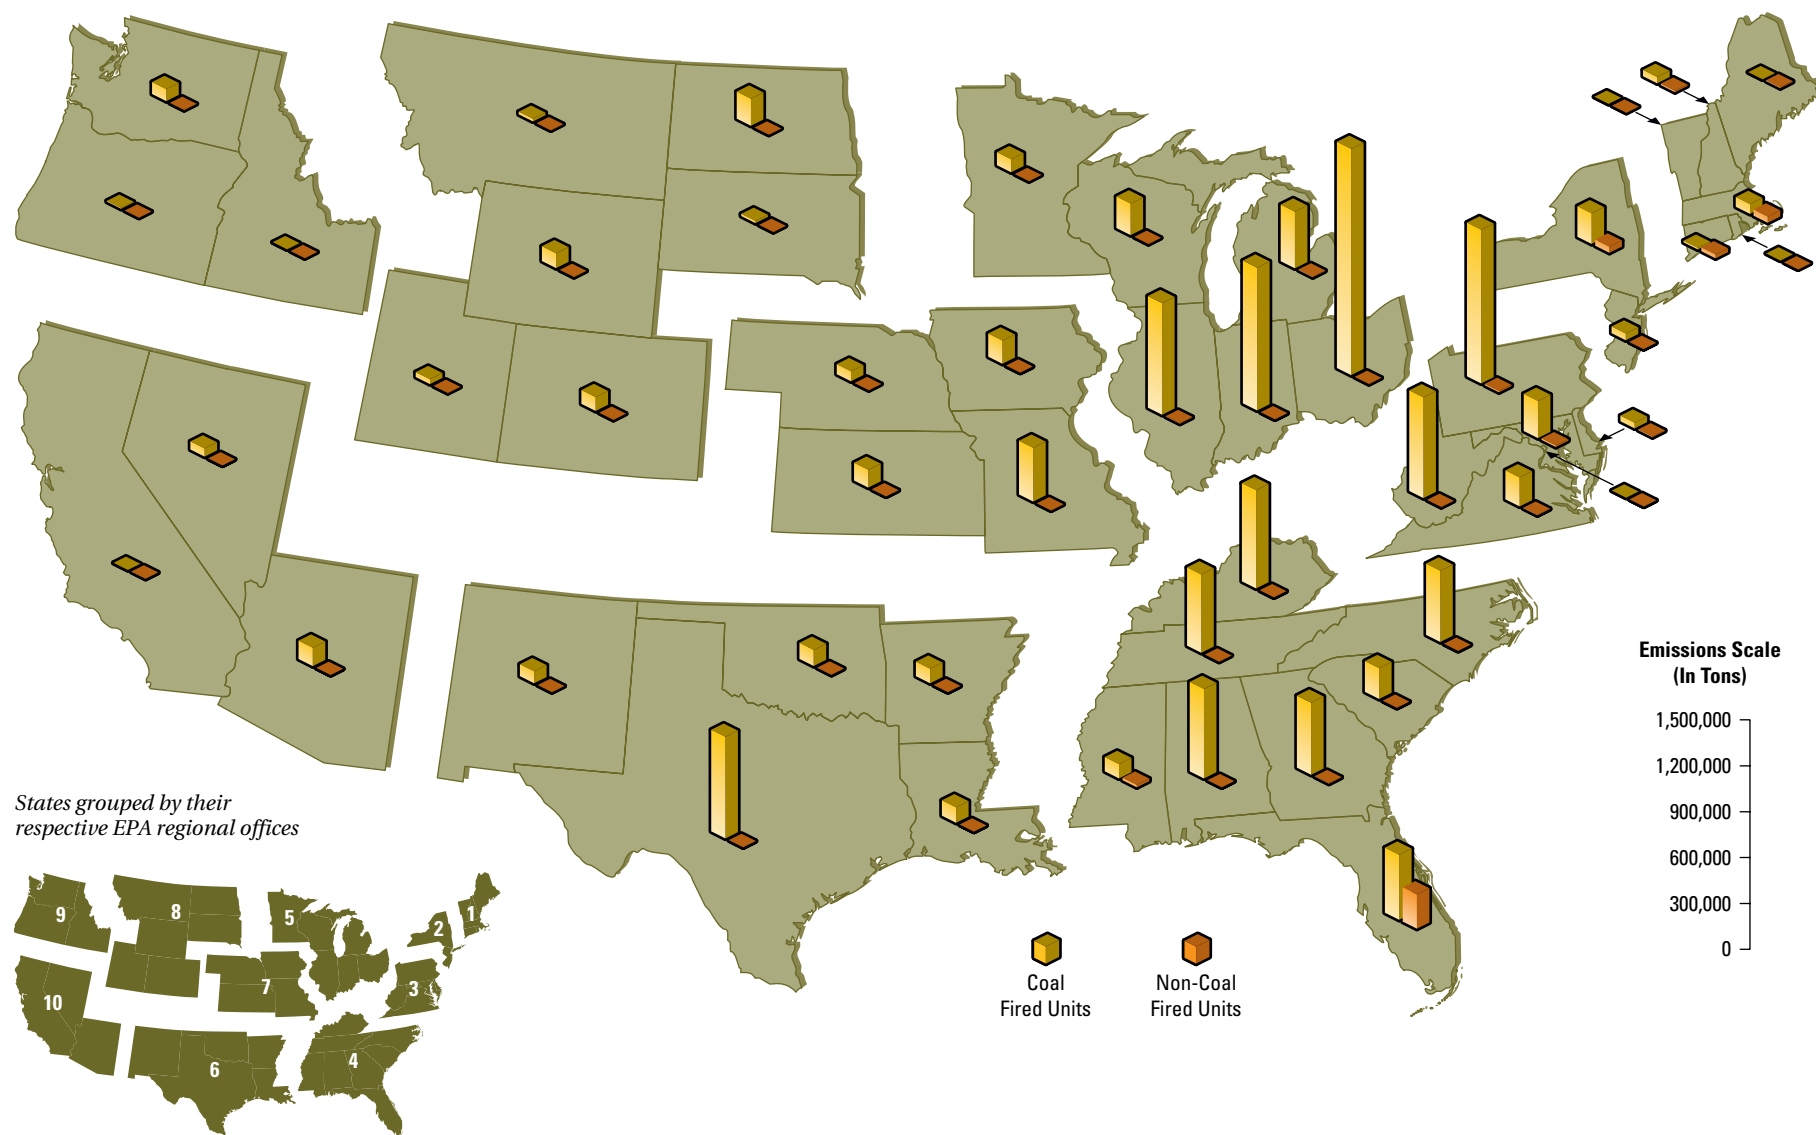 Emissions Scale
(In Tons)
1,500,000
1,200,000
900,000
600,000
300,000
0
States grouped by their
respective EPA regional offices
9
8
5
1
2
10
7
3
6
4
Coal
Fired Units
Non-Coal
Fired Units